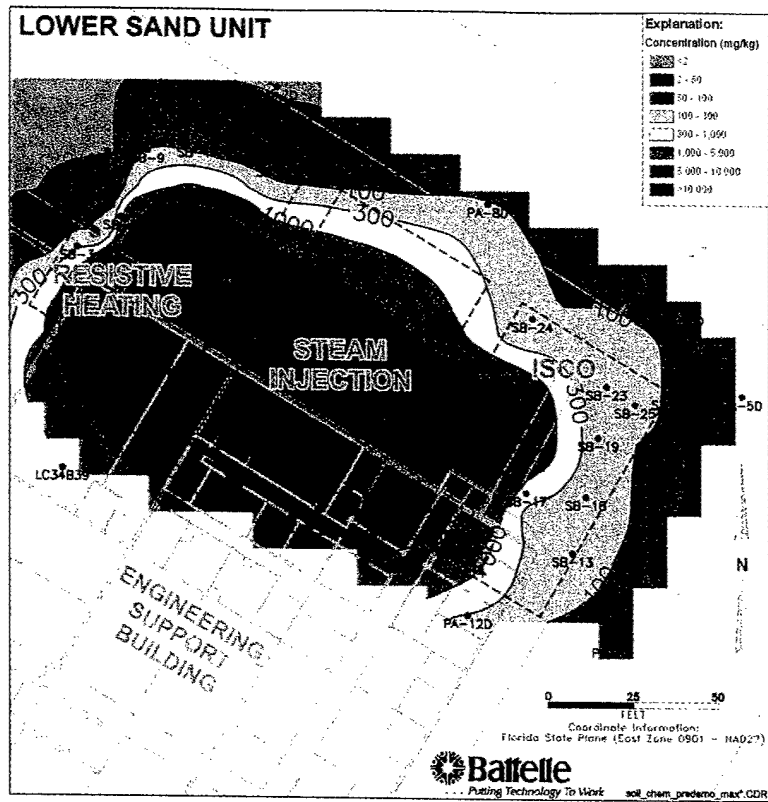 LOWER SAND UNIT
Explanation:
Concentration (mg/kg)
<2
2 - 50
50 - 100
100 - 300
300 - 1,000
1,000 - 5,000
5,000 - 10,000
>10,000
100
300
1000
PA-8D
300
RESISTIVE
HEATING
STEAM
INJECTION
ISCO
SB-24
100
SB-23
SB-25
300
SB-19
-5D
LC34B39
SB-17
SB-18
SB-13
100
PA-12D
ENGINEERING
SUPPORT
BUILDING
N
0 25 50
FEET
Coordinate Information:
Florida State Plane (East Zone 0901 - NAD27)
Battelle
Putting Technology To Work
soil_chem_predemo_max*.CDR